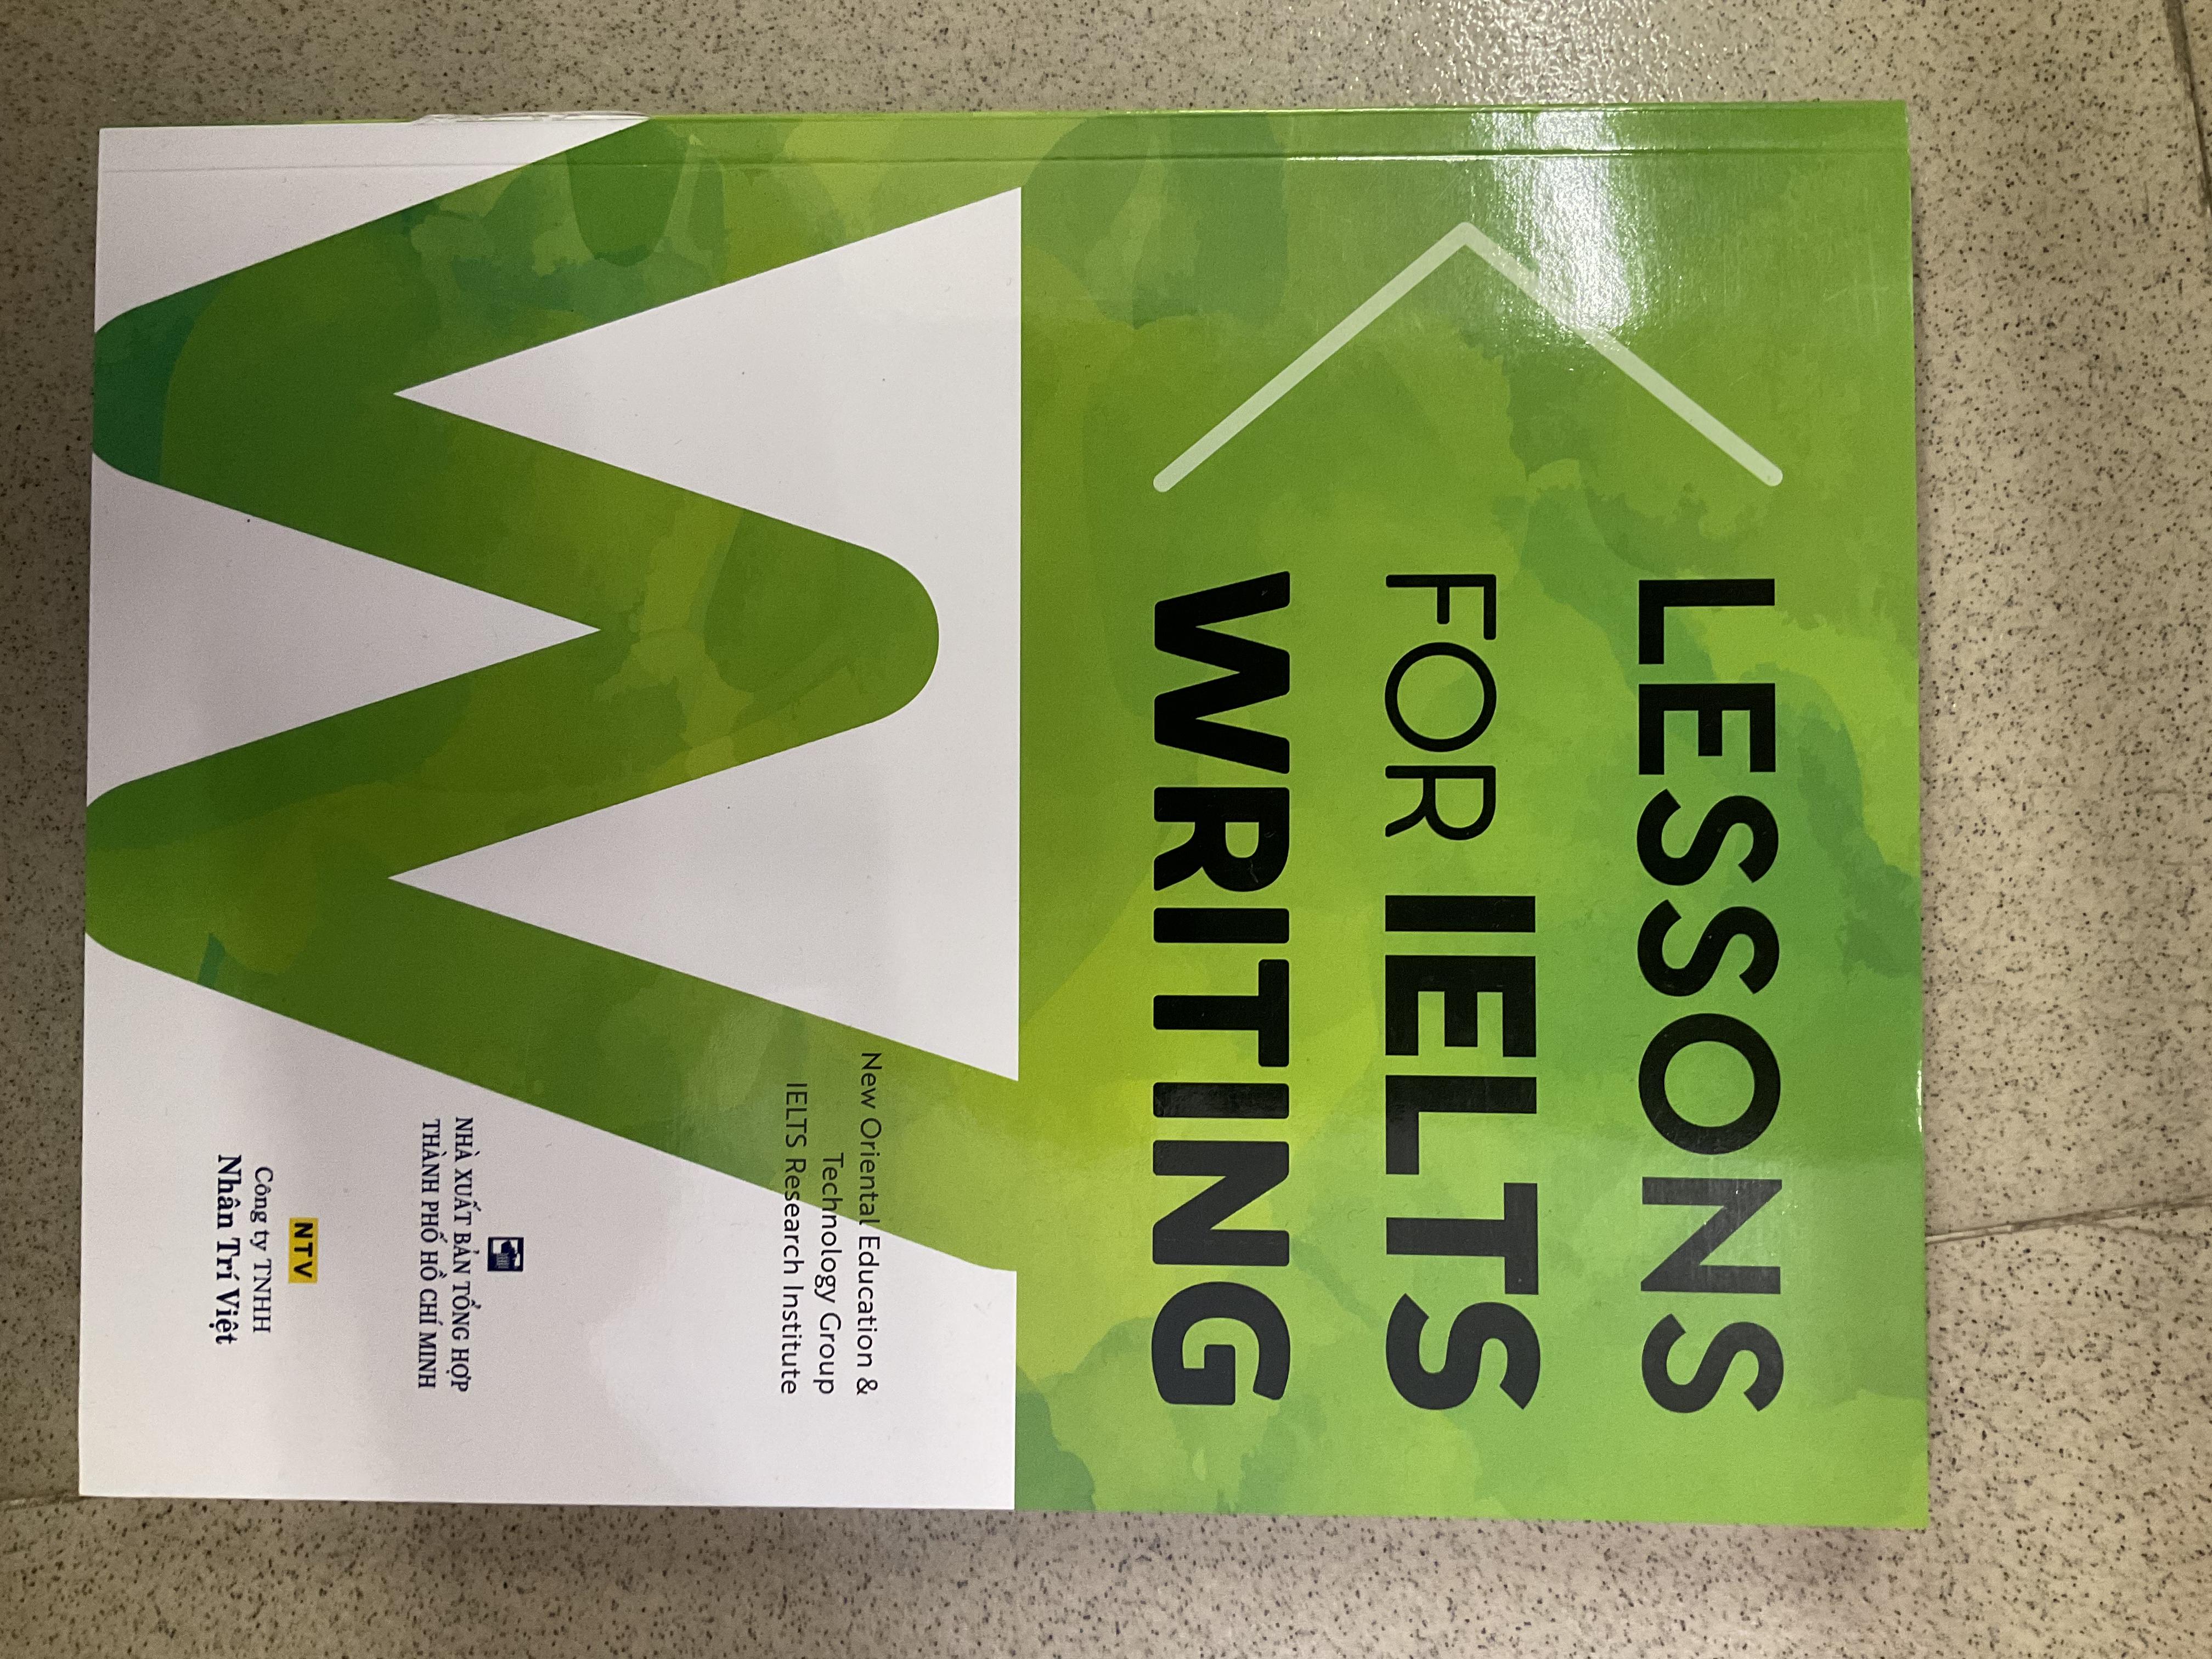 LESSONS
FOR IELTS
WRITING
New Oriental Education &
Technology Group
IELTS Research Institute
NHÀ XUẤT BẢN TỔNG HỢP
THÀNH PHỐ HỒ CHÍ MINH
NTV
Công ty TNHH
Nhân Trí Việt